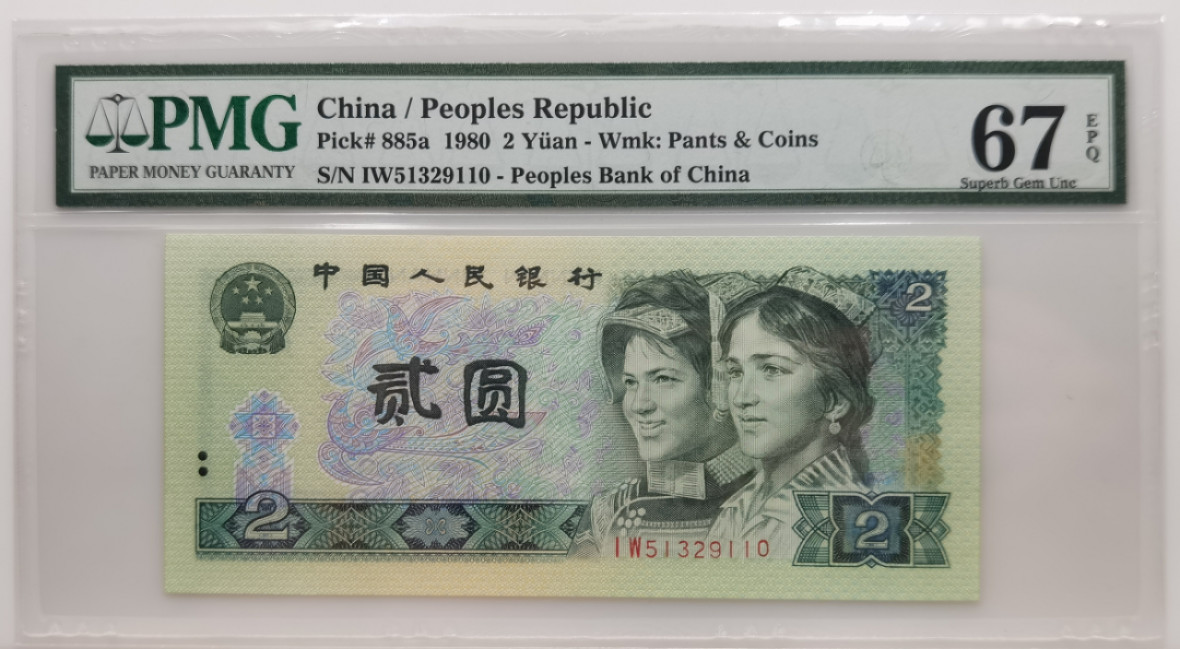 PMG
PAPER MONEY GUARANTY
China / Peoples Republic
Pick# 885a 1980 2 Yüan - Wmk: Pants & Coins
S/N IW51329110 - Peoples Bank of China
67
EPQ
Superb Gem Unc
中国人民银行
2
贰圆
2
IW51329110
2